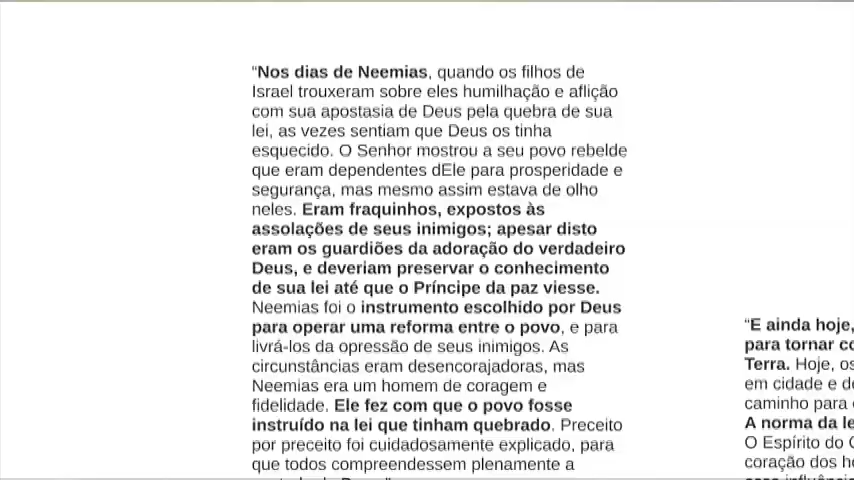 “Nos dias de Neemias, quando os filhos de
Israel trouxeram sobre eles humilhação e aflição
com sua apostasia de Deus pela quebra de sua
lei, as vezes sentiam que Deus os tinha
esquecido. O Senhor mostrou a seu povo rebelde
que eram dependentes dEle para prosperidade e
segurança, mas mesmo assim estava de olho
neles. Eram fraquinhos, expostos às
assolações de seus inimigos; apesar disto
eram os guardiões da adoração do verdadeiro
Deus, e deveriam preservar o conhecimento
de sua lei até que o Príncipe da paz viesse.
Neemias foi o instrumento escolhido por Deus
para operar uma reforma entre o povo, e para
livrá-los da opressão de seus inimigos. As
circunstâncias eram desencorajadoras, mas
Neemias era um homem de coragem e
fidelidade. Ele fez com que o povo fosse
instruído na lei que tinham quebrado. Preceito
por preceito foi cuidadosamente explicado, para
que todos compreendessem plenamente a
“E ainda hoje,
para tornar co
Terra. Hoje, os
em cidade e de
caminho para
A norma da le
O Espírito do
coração dos ho